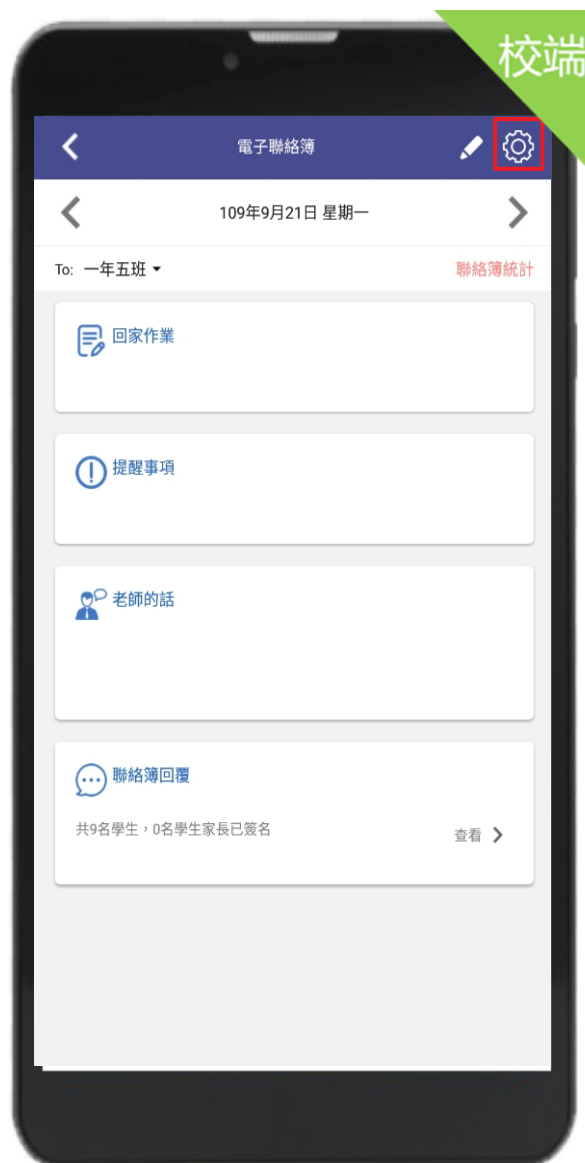 校端
電子聯絡簿
109年9月21日 星期一
To: 一年五班
聯絡簿統計
回家作業
提醒事項
老師的話
聯絡簿回覆
共9名學生，0名學生家長已簽名
查看